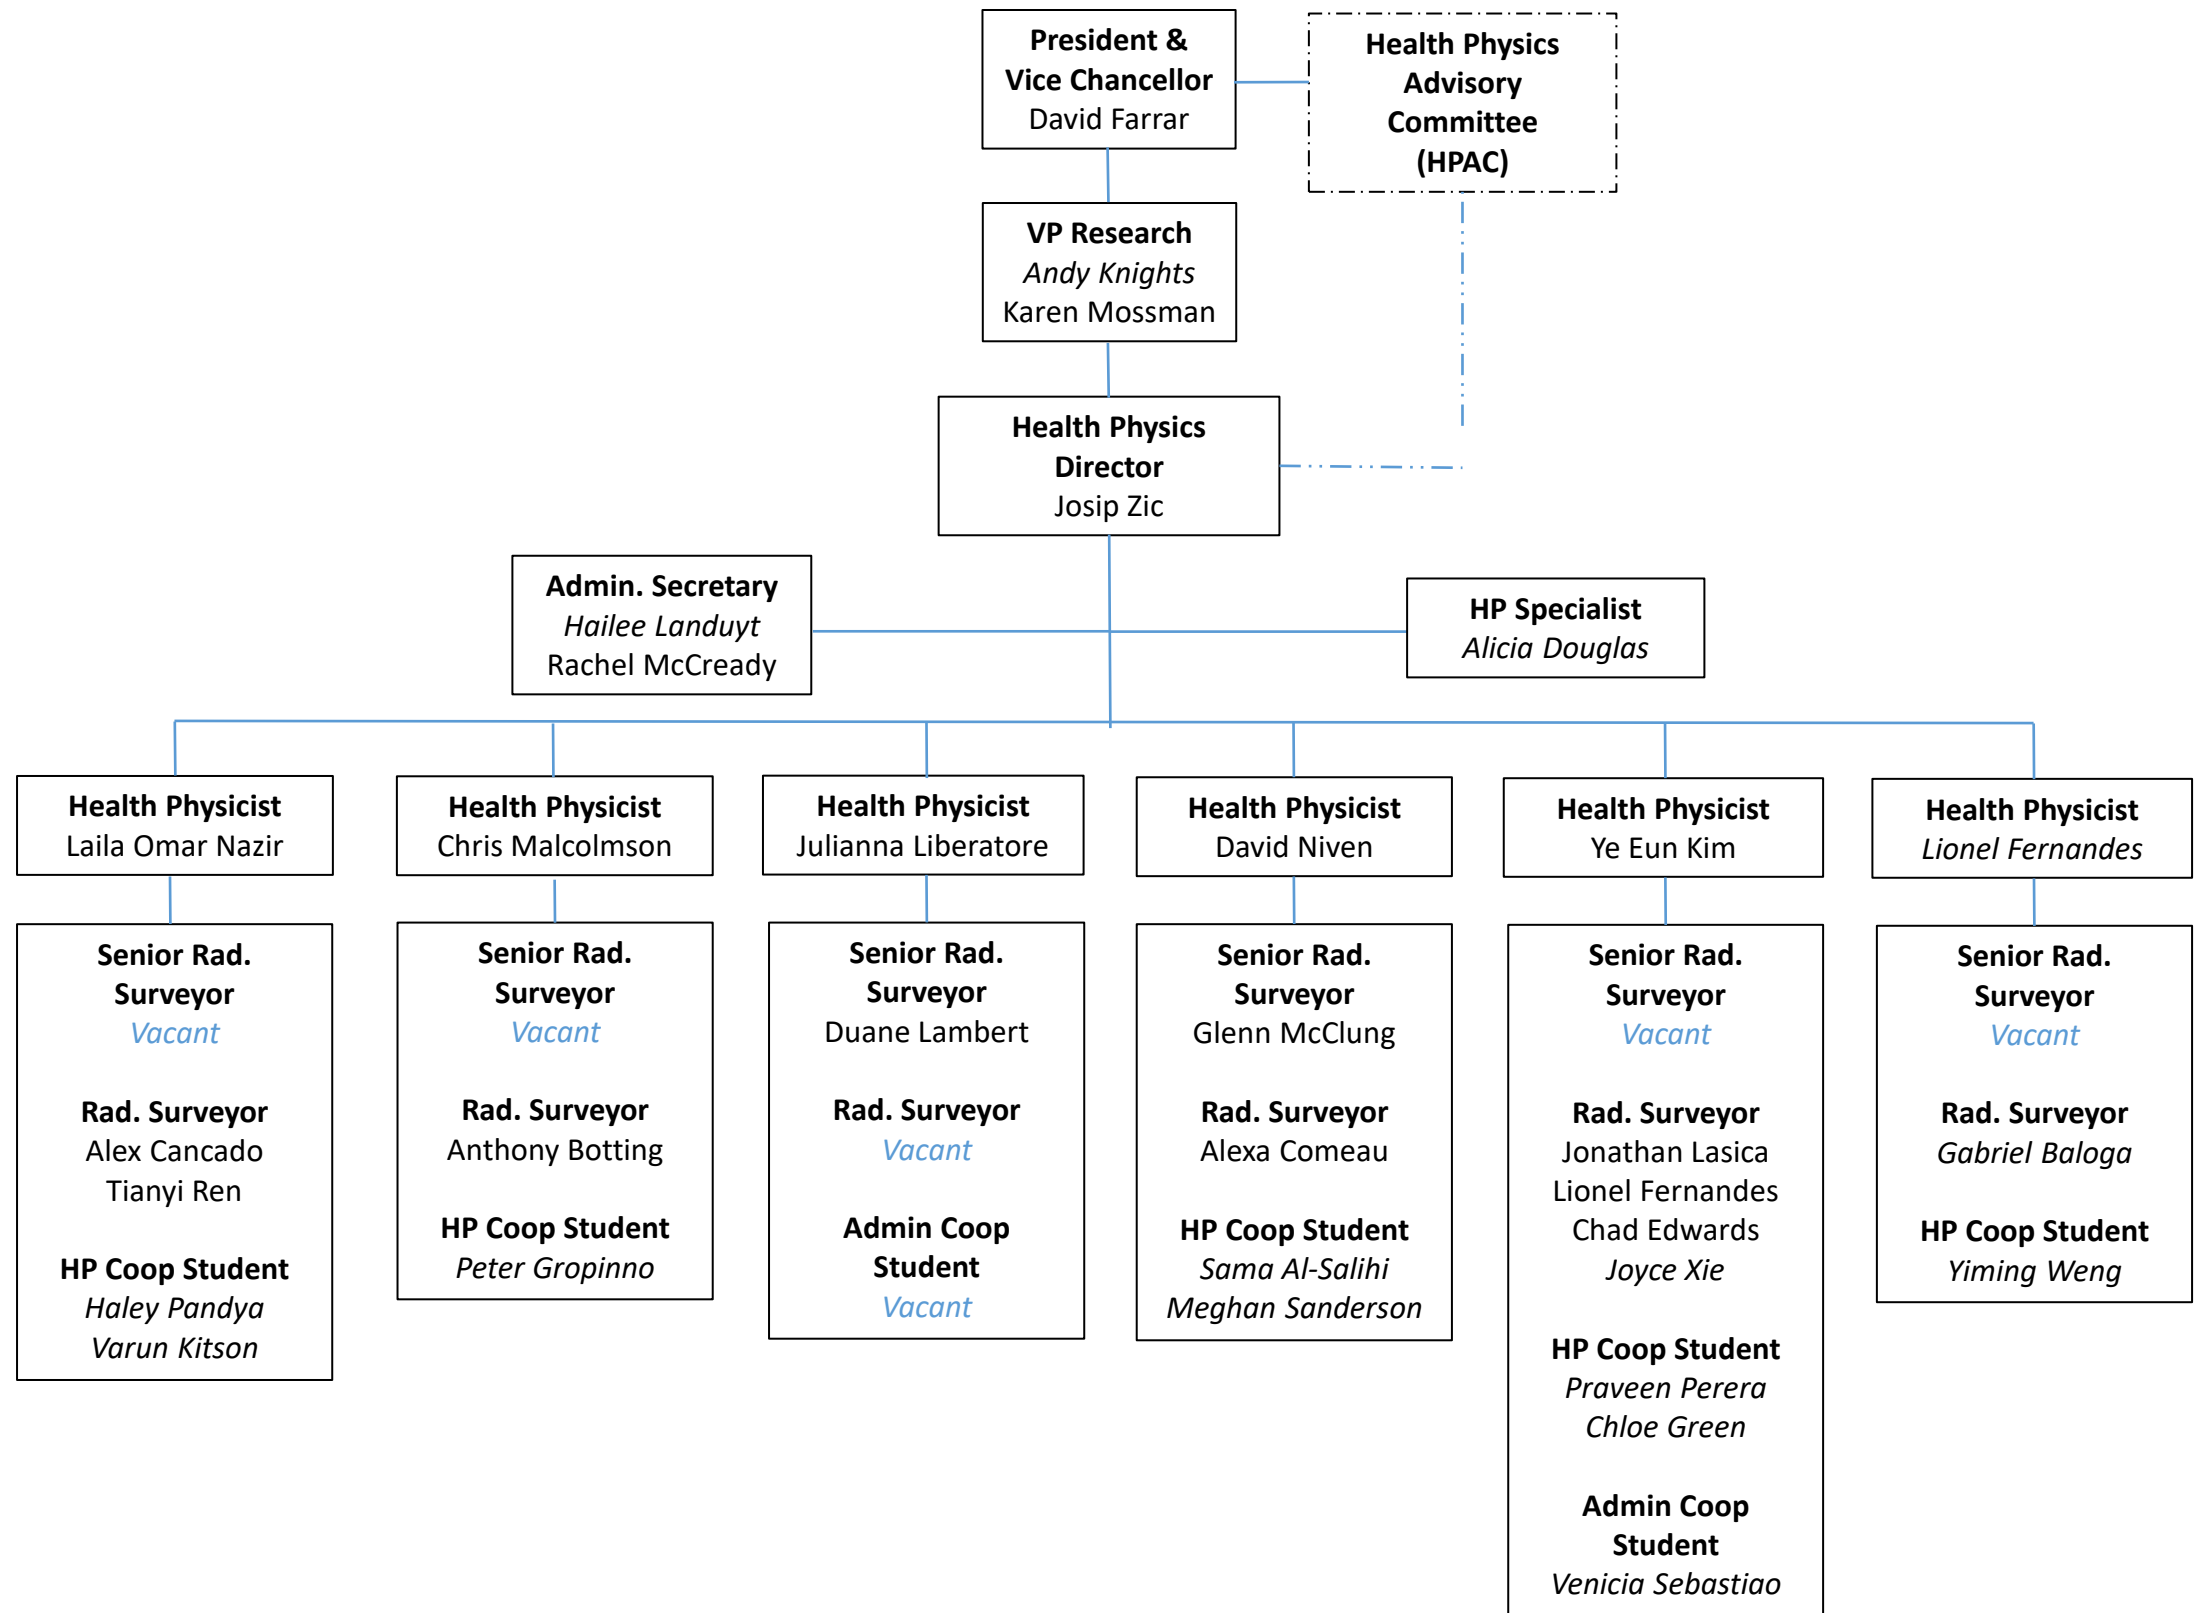 President &
Vice Chancellor
David Farrar
Health Physics
Advisory
Committee
(HPAC)
VP Research
Andy Knights
Karen Mossman
Health Physics
Director
Josip Zic
Admin. Secretary
Hailee Landuyt
Rachel McCready
HP Specialist
Alicia Douglas
Health Physicist
Laila Omar Nazir
Health Physicist
Chris Malcolmson
Health Physicist
Julianna Liberatore
Health Physicist
David Niven
Health Physicist
Ye Eun Kim
Health Physicist
Lionel Fernandes
Senior Rad.
Surveyor
Vacant
Rad. Surveyor
Alex Cancado
Tianyi Ren
HP Coop Student
Haley Pandya
Varun Kitson
Senior Rad.
Surveyor
Vacant
Rad. Surveyor
Anthony Botting
HP Coop Student
Peter Gropinno
Senior Rad.
Surveyor
Duane Lambert
Rad. Surveyor
Vacant
Admin Coop
Student
Vacant
Senior Rad.
Surveyor
Glenn McClung
Rad. Surveyor
Alexa Comeau
HP Coop Student
Sama Al-Salihi
Meghan Sanderson
Senior Rad.
Surveyor
Vacant
Rad. Surveyor
Jonathan Lasica
Lionel Fernandes
Chad Edwards
Joyce Xie
HP Coop Student
Praveen Perera
Chloe Green
Admin Coop
Student
Venicia Sebastiao
Senior Rad.
Surveyor
Vacant
Rad. Surveyor
Gabriel Baloga
HP Coop Student
Yiming Weng